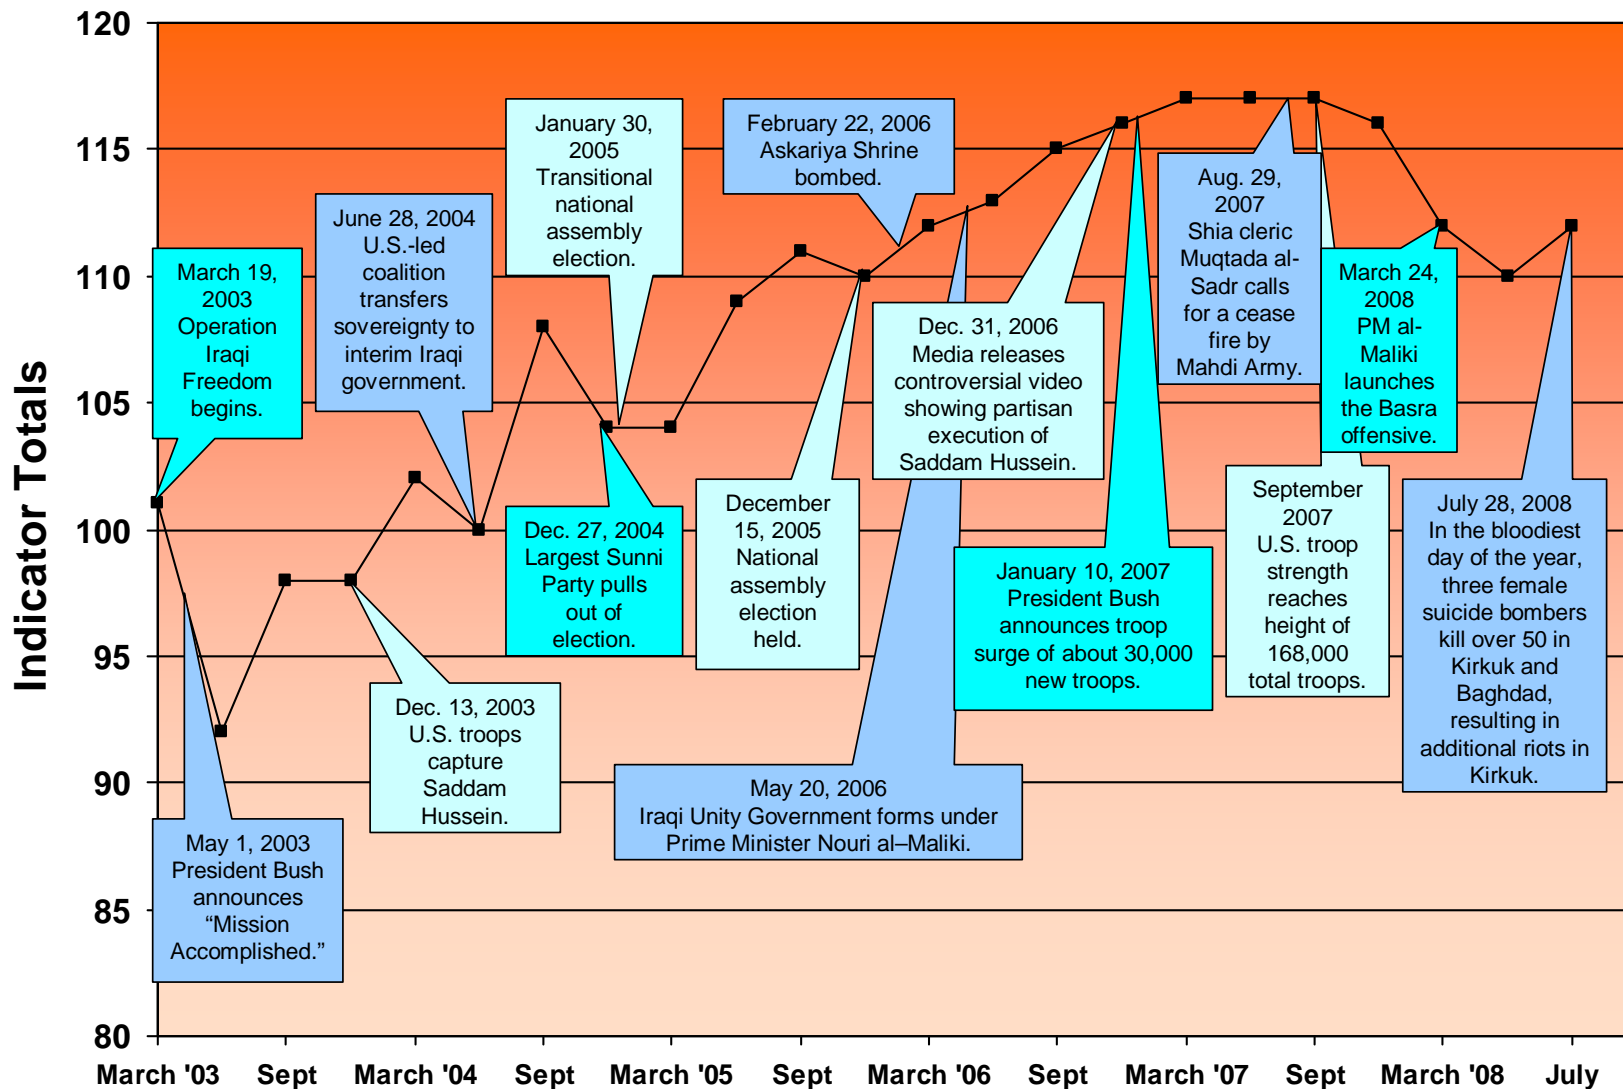 120
115
110
105
100
95
90
85
80
Indicator Totals
March 19,
2003
Operation
Iraqi
Freedom
begins.
May 1, 2003
President Bush
announces
“Mission
Accomplished.”
June 28, 2004
U.S.-led
coalition
transfers
sovereignty to
interim Iraqi
government.
Dec. 13, 2003
U.S. troops
capture
Saddam
Hussein.
January 30,
2005
Transitional
national
assembly
election.
Dec. 27, 2004
Largest Sunni
Party pulls
out of
election.
February 22, 2006
Askariya Shrine
bombed.
December
15, 2005
National
assembly
election
held.
May 20, 2006
Iraqi Unity Government forms under
Prime Minister Nouri al–Maliki.
Dec. 31, 2006
Media releases
controversial video
showing partisan
execution of
Saddam Hussein.
January 10, 2007
President Bush
announces troop
surge of about 30,000
new troops.
Aug. 29,
2007
Shia cleric
Muqtada al-
Sadr calls
for a cease
fire by
Mahdi Army.
September
2007
U.S. troop
strength
reaches
height of
168,000
total troops.
March 24,
2008
PM al-
Maliki
launches
the Basra
offensive.
July 28, 2008
In the bloodiest
day of the year,
three female
suicide bombers
kill over 50 in
Kirkuk and
Baghdad,
resulting in
additional riots in
Kirkuk.
March '03 Sept March '04 Sept March '05 Sept March '06 Sept March '07 Sept March '08 July